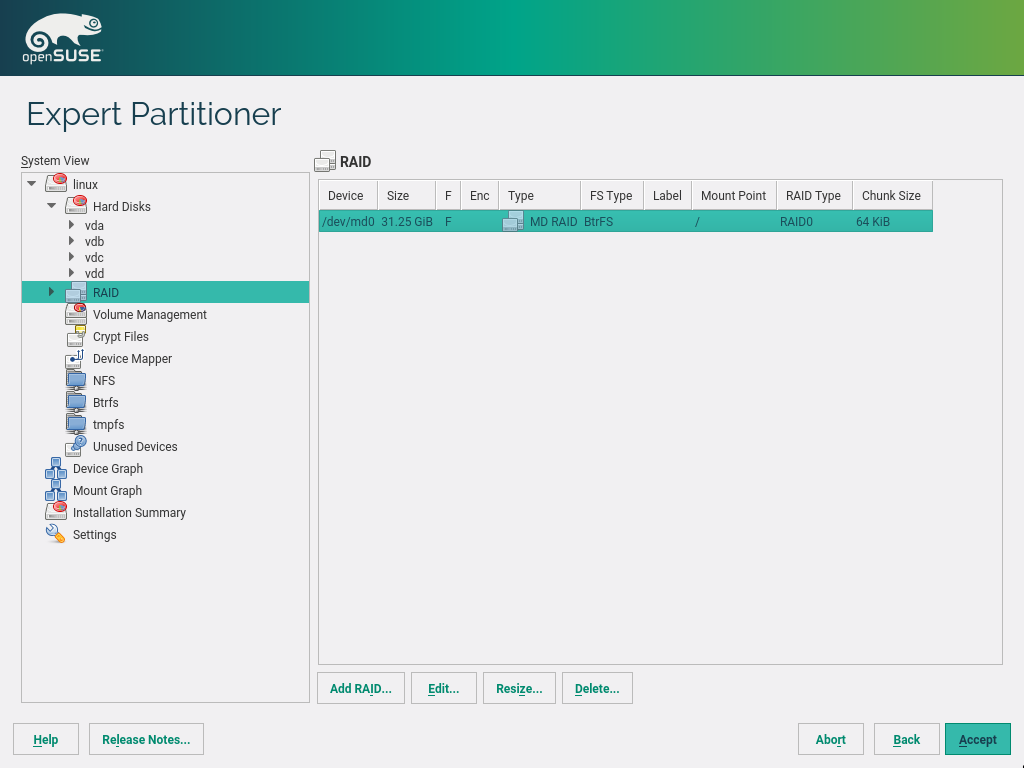 openSUSE
Expert Partitioner
System View
linux
Hard Disks
vda
vdb
vdc
vdd
RAID
Volume Management
Crypt Files
Device Mapper
NFS
Btrfs
tmpfs
Unused Devices
Device Graph
Mount Graph
Installation Summary
Settings
RAID
Device Size F Enc Type FS Type Label Mount Point RAID Type Chunk Size
/dev/md0 31.25 GiB F MD RAID BtrFS / RAID0 64 KiB
Add RAID... Edit... Resize... Delete...
Help Release Notes... Abort Back Accept